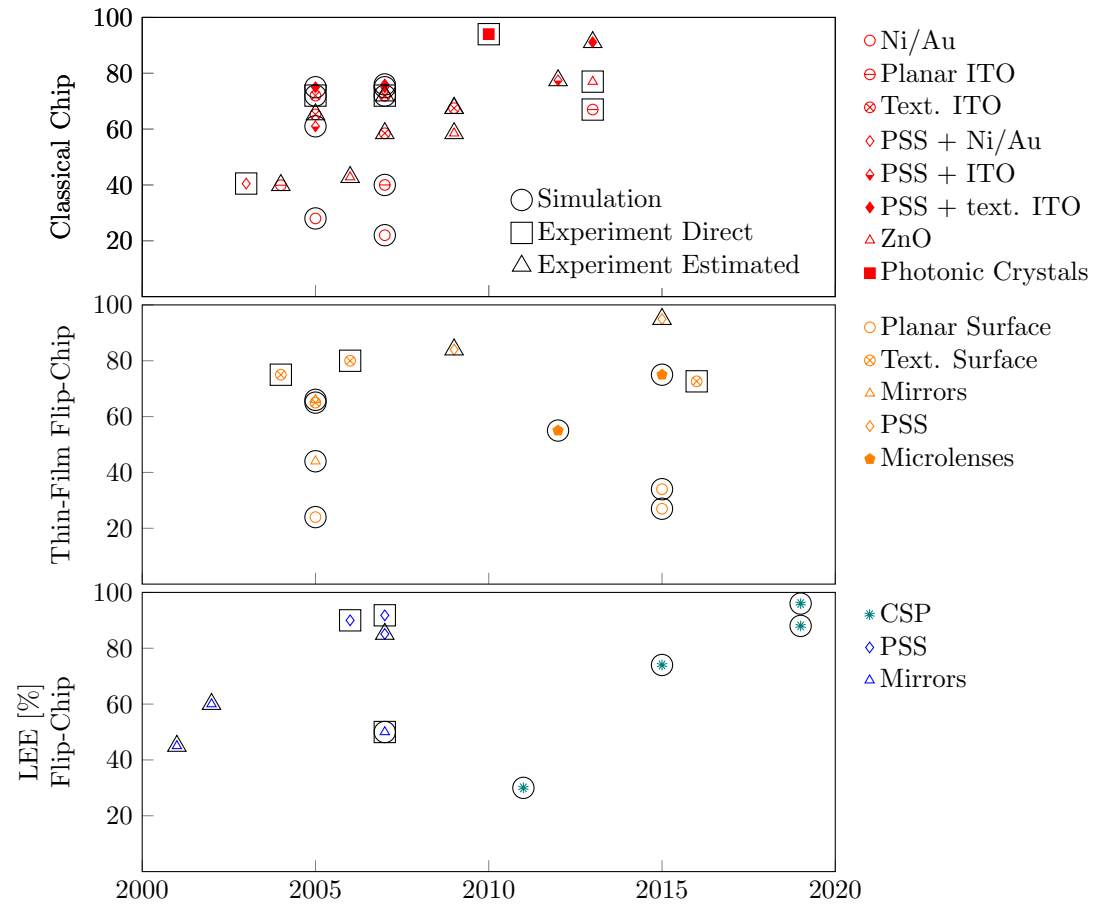 100
80
60
40
20
Classical Chip
Simulation
Experiment Direct
Experiment Estimated
Ni/Au
Planar ITO
Text. ITO
PSS + Ni/Au
PSS + ITO
PSS + text. ITO
ZnO
Photonic Crystals
100
80
60
40
20
Thin-Film Flip-Chip
Planar Surface
Text. Surface
Mirrors
PSS
Microlenses
100
80
60
40
20
LEE [%]
Flip-Chip
CSP
PSS
Mirrors
2000 2005 2010 2015 2020